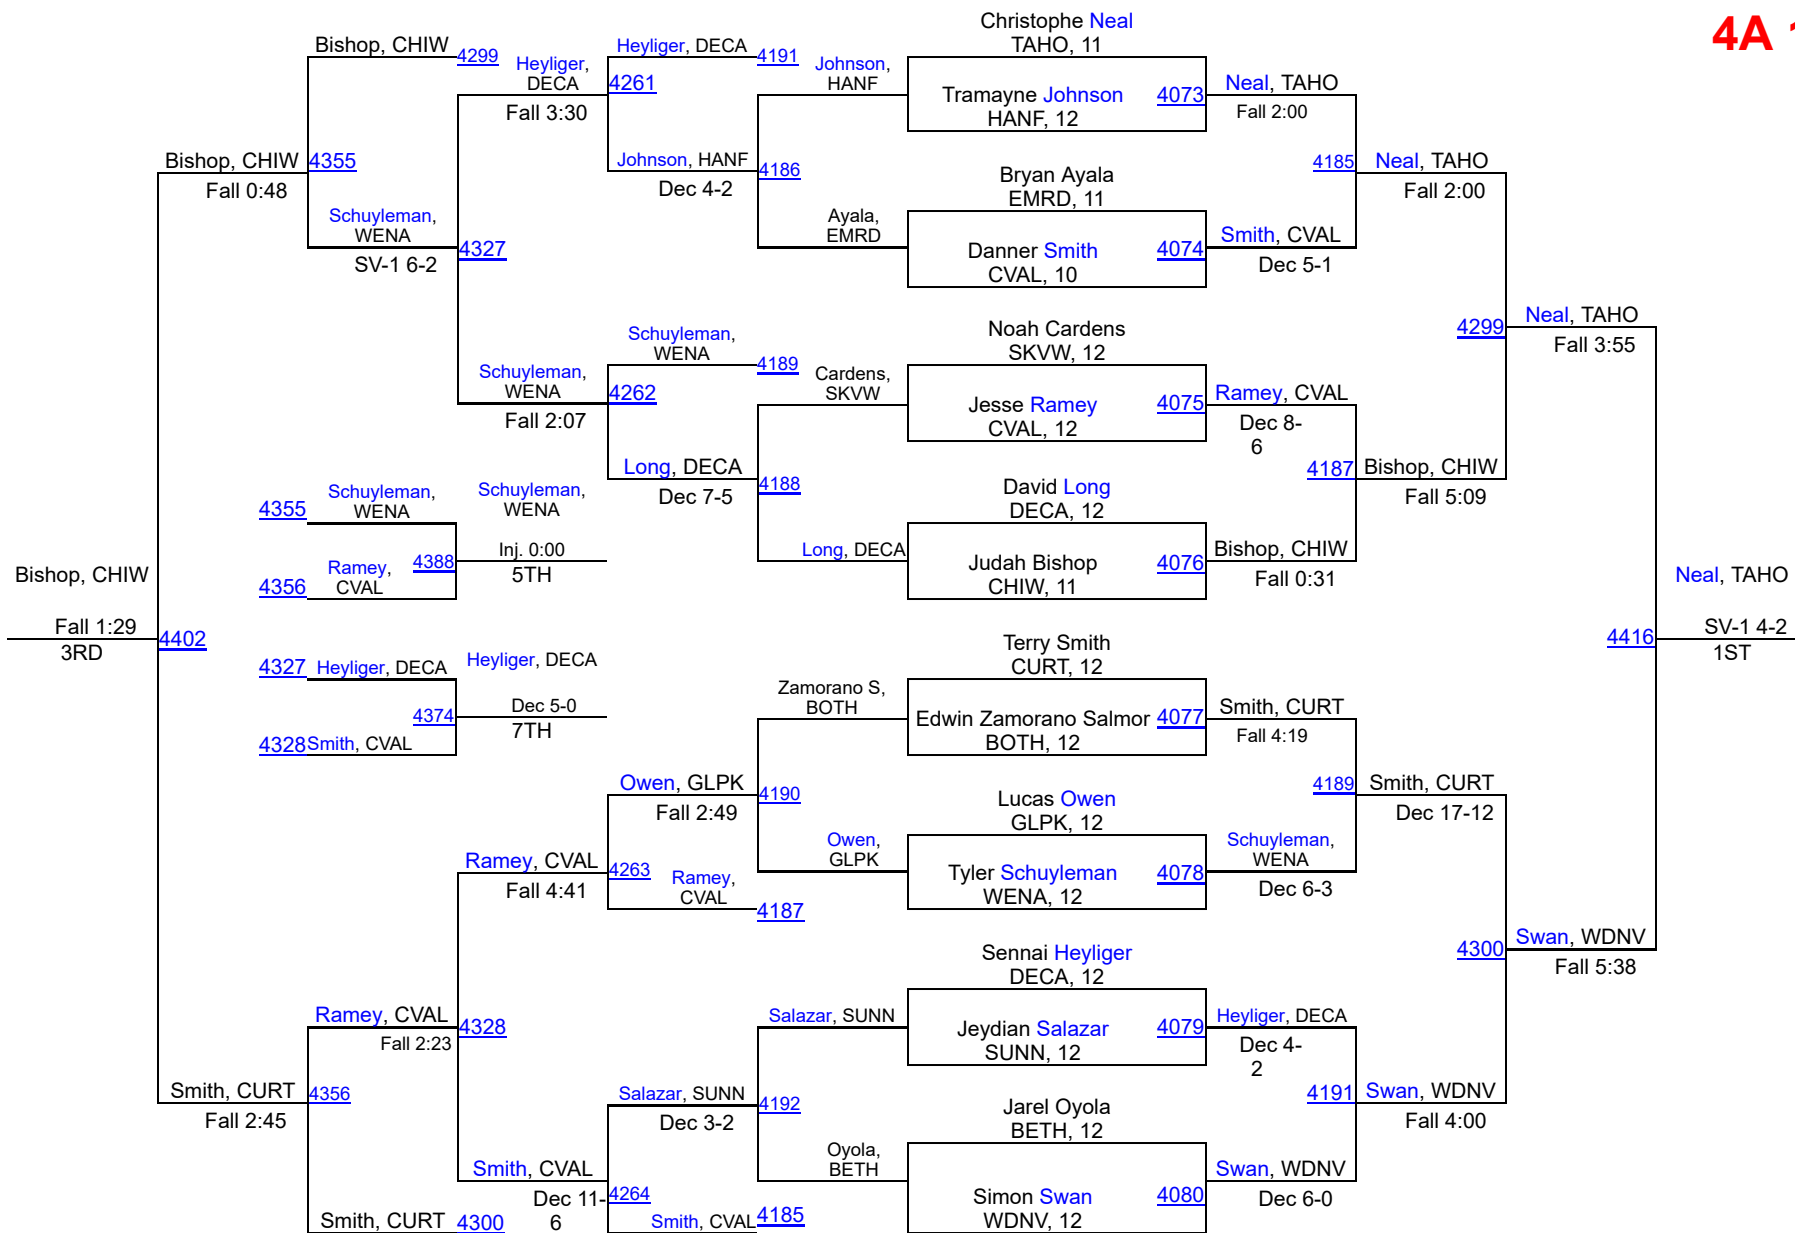 4A 1
Christophe Neal
TAHO, 11
Bishop, CHIW
4299
Heyliger,
DECA
Fall 3:30
Heyliger, DECA
4191
4261
Johnson,
HANF
Tramayne Johnson
HANF, 12
4073
Neal, TAHO
Fall 2:00
Bishop, CHIW
Fall 0:48
4355
Johnson, HANF
Dec 4-2
4186
Bryan Ayala
EMRD, 11
4185
Neal, TAHO
Fall 2:00
Schuyleman,
WENA
SV-1 6-2
4327
Ayala,
EMRD
Danner Smith
CVAL, 10
4074
Smith, CVAL
Dec 5-1
Noah Cardens
SKVW, 12
4299
Neal, TAHO
Fall 3:55
Schuyleman,
WENA
4189
Schuyleman,
WENA
Fall 2:07
4262
Cardens,
SKVW
Jesse Ramey
CVAL, 12
4075
Ramey, CVAL
Dec 8-
6
Long, DECA
Dec 7-5
4188
David Long
DECA, 12
4187
Bishop, CHIW
Fall 5:09
4355
Schuyleman,
WENA
Schuyleman,
WENA
4356
Ramey,
CVAL
4388
Inj. 0:00
5TH
Long, DECA
Judah Bishop
CHIW, 11
4076
Bishop, CHIW
Fall 0:31
Bishop, CHIW
Fall 1:29
3RD
4402
Neal, TAHO
4416
SV-1 4-2
1ST
4327
Heyliger, DECA
Heyliger, DECA
4328
Smith, CVAL
4374
Dec 5-0
7TH
Terry Smith
CURT, 12
Zamorano S,
BOTH
Edwin Zamorano Salmor
BOTH, 12
4077
Smith, CURT
Fall 4:19
Owen, GLPK
Fall 2:49
4190
Lucas Owen
GLPK, 12
4189
Smith, CURT
Dec 17-12
Ramey, CVAL
Fall 4:41
4263
Ramey,
CVAL
4187
Owen,
GLPK
Tyler Schuyleman
WENA, 12
4078
Schuyleman,
WENA
Dec 6-3
Sennai Heyliger
DECA, 12
4300
Swan, WDNV
Fall 5:38
Ramey, CVAL
Fall 2:23
4328
Salazar, SUNN
Jeydian Salazar
SUNN, 12
4079
Heyliger, DECA
Dec 4-
2
Smith, CURT
Fall 2:45
4356
Salazar, SUNN
Dec 3-2
4192
Jarel Oyola
BETH, 12
4191
Swan, WDNV
Fall 4:00
Smith, CVAL
Dec 11-
6
4264
Oyola,
BETH
Simon Swan
WDNV, 12
4080
Swan, WDNV
Dec 6-0
Smith, CURT
4300
Smith, CVAL
4185